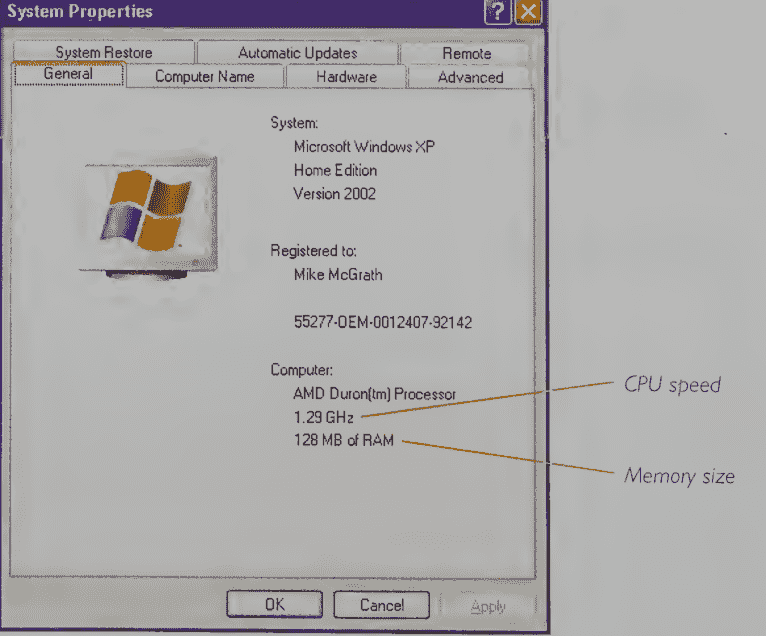 System Properties
System Restore
Automatic Updates
Remote
General
Computer Name
Hardware
Advanced
System:
Microsoft Windows XP
Home Edition
Version 2002
Registered to:
Mike McGrath
55277-OEM-0012407-92142
Computer:
AMD Duron(tm) Processor
1.29 GHz
CPU speed
128 MB of RAM
Memory size
OK
Cancel
Apply